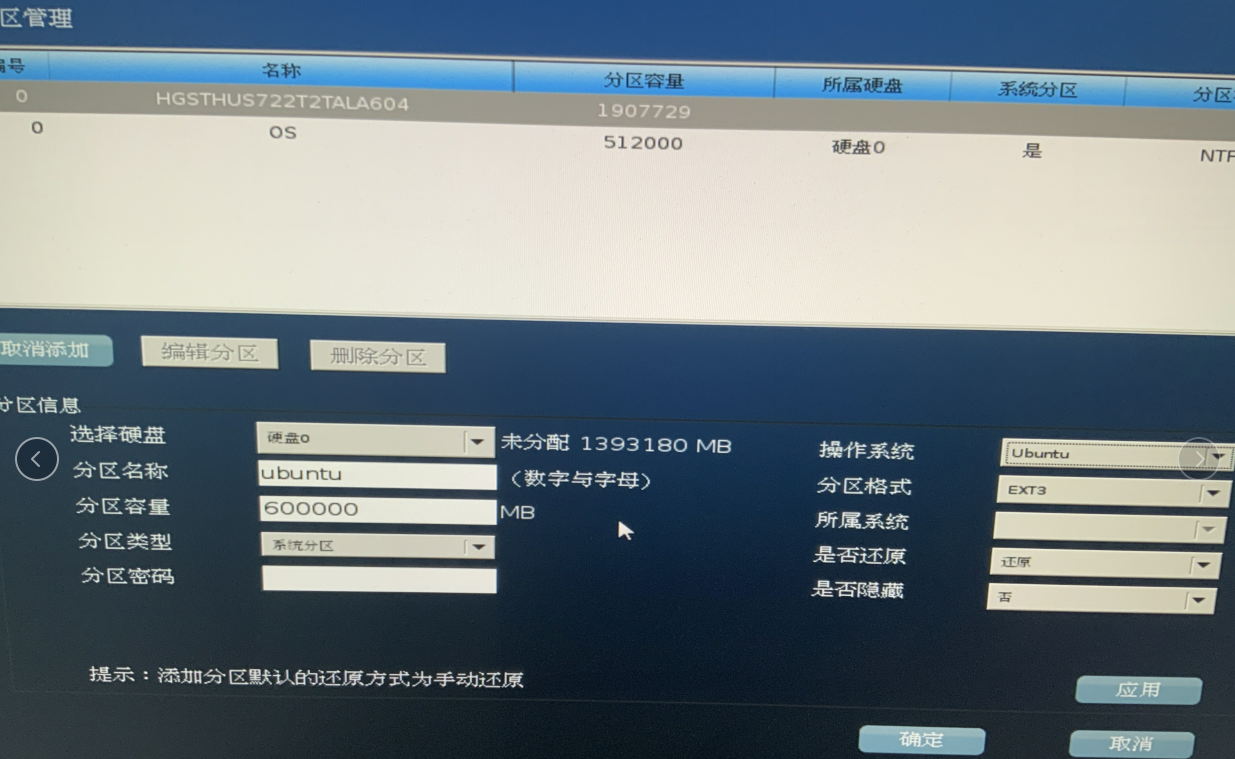 区管理
编号 名称 分区容量 所属硬盘 系统分区 分区
0 HGSTHUS722T2TALA604 1907729
0 OS 512000 硬盘0 是 NTF
取消添加 编辑分区 删除分区
分区信息
选择硬盘 硬盘0 未分配 1393180 MB 操作系统 Ubuntu
分区名称 ubuntu （数字与字母） 分区格式 EXT3
分区容量 600000 MB 所属系统
分区类型 系统分区 是否还原 还原
分区密码 是否隐藏 否
提示：添加分区默认的还原方式为手动还原
应用
确定 取消